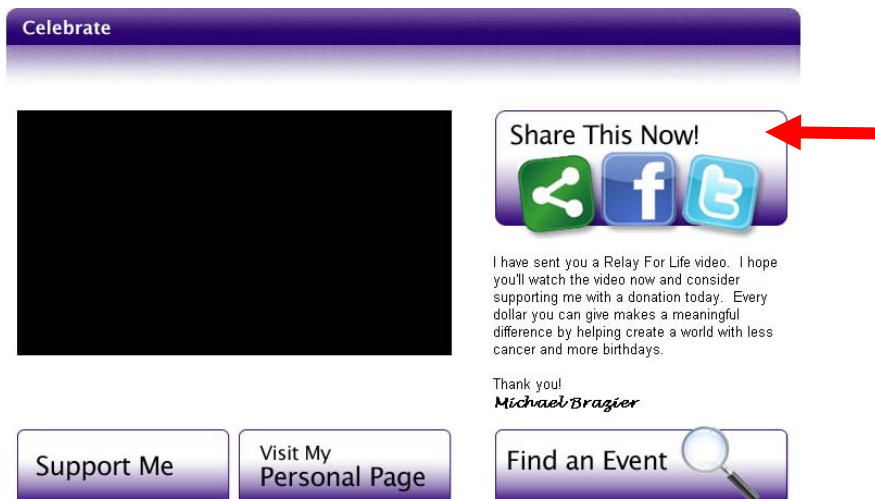 Celebrate
Share This Now!
I have sent you a Relay For Life video. I hope
you'll watch the video now and consider
supporting me with a donation today. Every
dollar you can give makes a meaningful
difference by helping create a world with less
cancer and more birthdays.
Thank you!
Michael Brazier
Support Me
Visit My
Personal Page
Find an Event